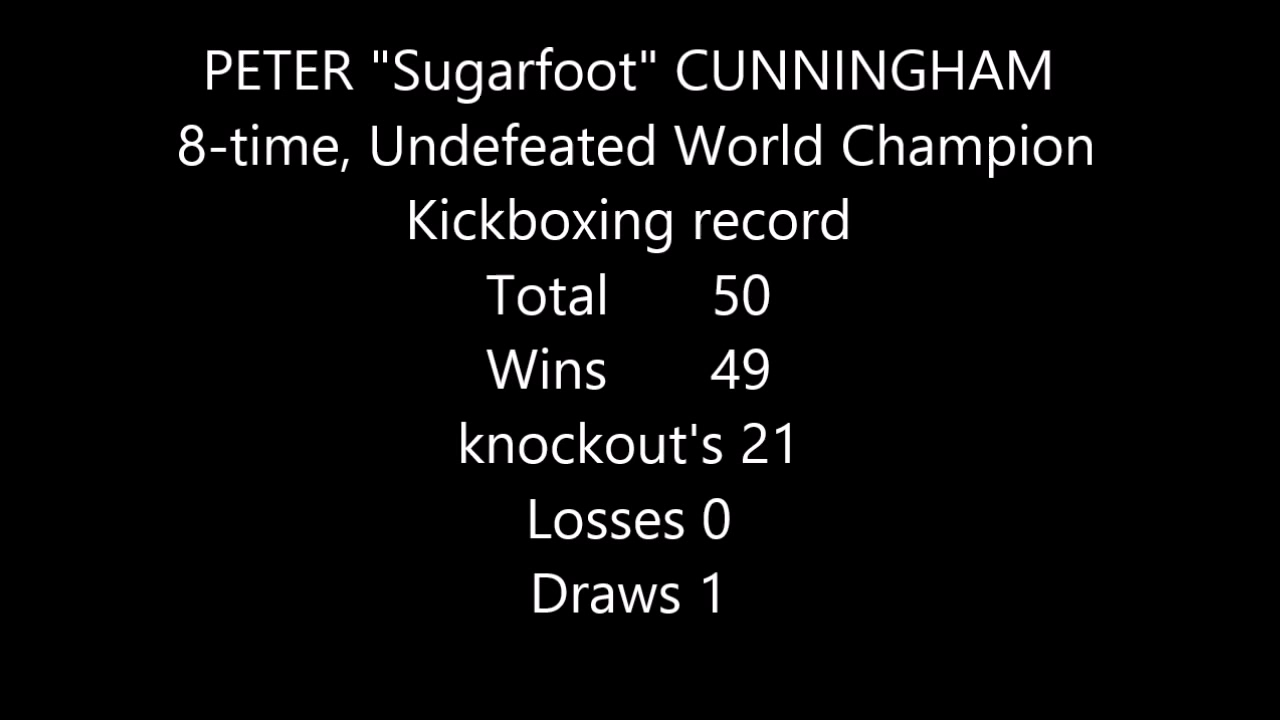 PETER "Sugarfoot" CUNNINGHAM
8-time, Undefeated World Champion
Kickboxing record
Total 50
Wins 49
knockout's 21
Losses 0
Draws 1